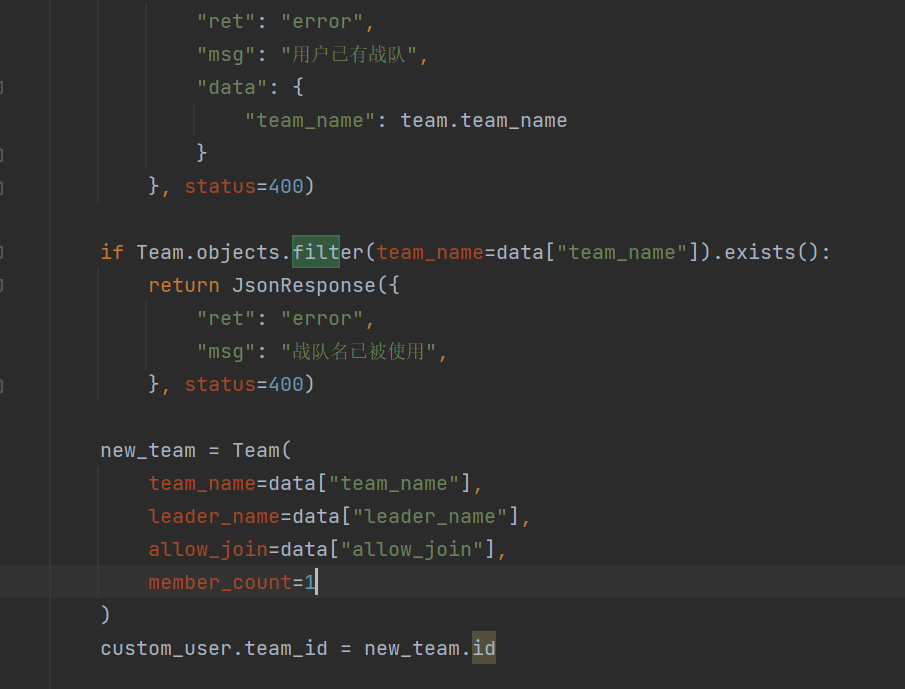 "ret": "error",
"msg": "用户已有战队",
"data": {
"team_name": team.team_name
}
}, status=400)
if Team.objects.filter(team_name=data["team_name"]).exists():
return JsonResponse({
"ret": "error",
"msg": "战队名已被使用",
}, status=400)
new_team = Team(
team_name=data["team_name"],
leader_name=data["leader_name"],
allow_join=data["allow_join"],
member_count=1
)
custom_user.team_id = new_team.id